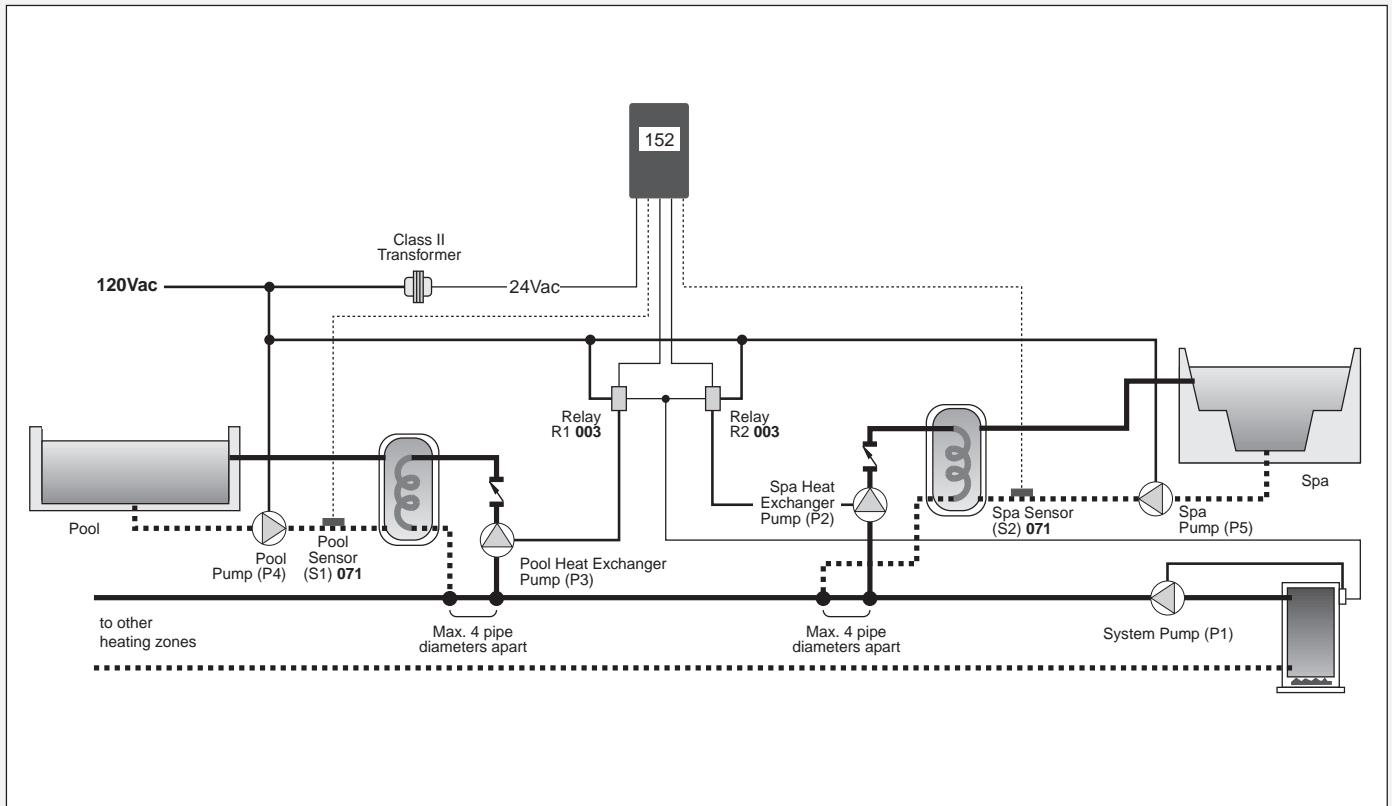 152
Class II
Transformer
120Vac
24Vac
Relay
R1 003
Relay
R2 003
Spa Heat
Exchanger
Pump (P2)
Spa Sensor
(S2) 071
Spa
Pump (P5)
Spa
Pool
Pool
Pump (P4)
Pool
Sensor
(S1) 071
Pool Heat Exchanger
Pump (P3)
to other
heating zones
Max. 4 pipe
diameters apart
Max. 4 pipe
diameters apart
System Pump (P1)